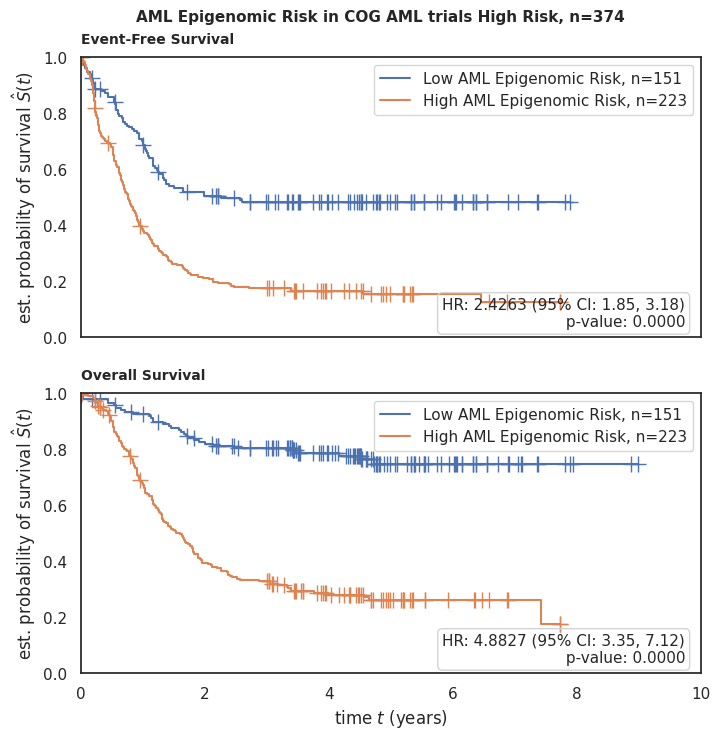 AML Epigenomic Risk in COG AML trials High Risk, n=374
Event-Free Survival
est. probability of survival Ŝ(t)
1.0
0.8
0.6
0.4
0.2
0.0
Low AML Epigenomic Risk, n=151
High AML Epigenomic Risk, n=223
HR: 2.4263 (95% CI: 1.85, 3.18)
p-value: 0.0000
Overall Survival
est. probability of survival Ŝ(t)
1.0
0.8
0.6
0.4
0.2
0.0
Low AML Epigenomic Risk, n=151
High AML Epigenomic Risk, n=223
HR: 4.8827 (95% CI: 3.35, 7.12)
p-value: 0.0000
0 2 4 6 8 10
time t (years)